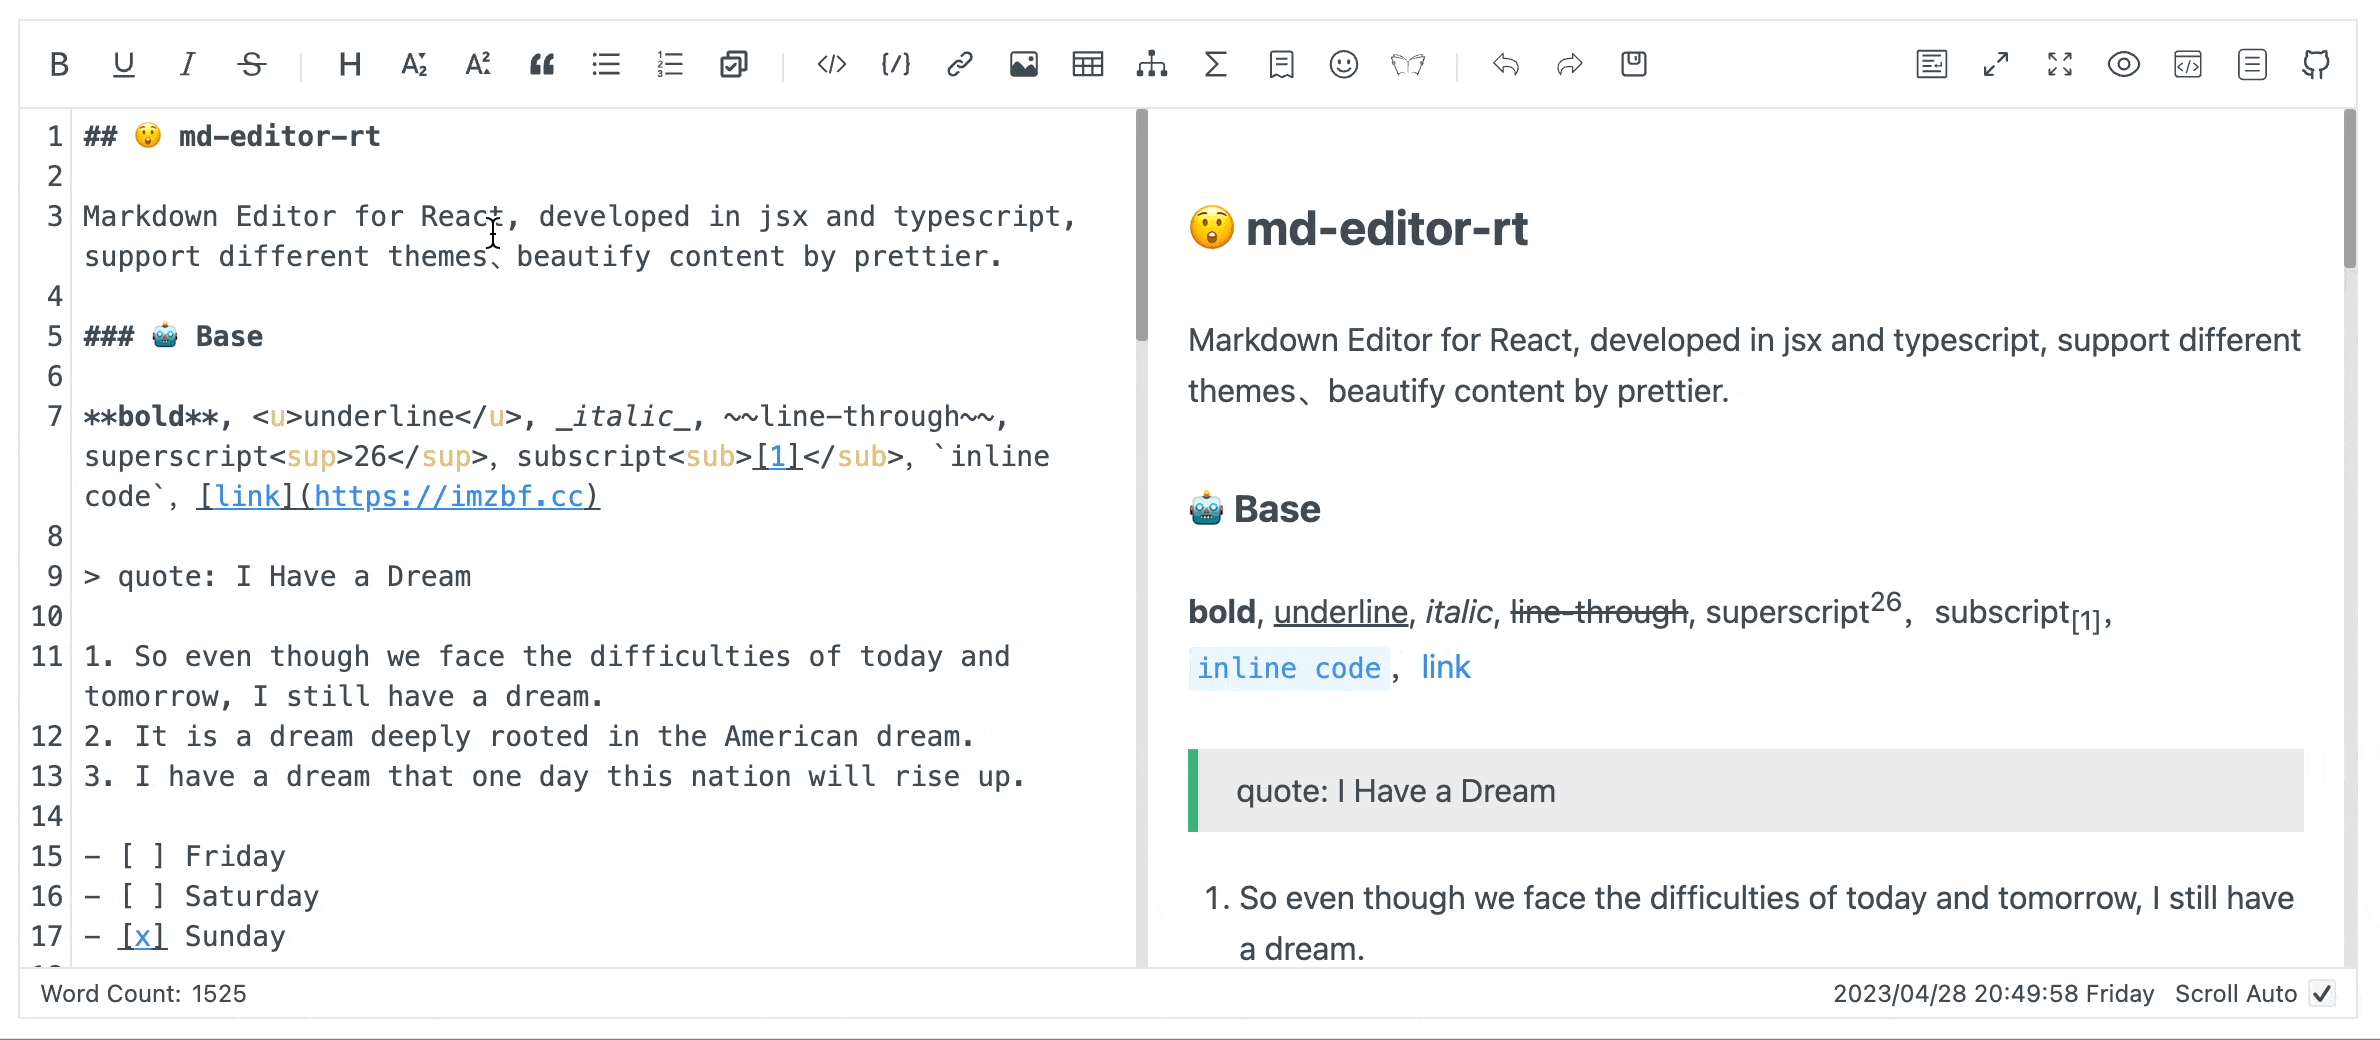 1 ## 😲 md-editor-rt
2
3 Markdown Editor for React, developed in jsx and typescript,
support different themes、beautify content by prettier.
4
5 ### 🤖 Base
6
7 **bold**, <u>underline</u>, _italic_, ~~line-through~~,
superscript<sup>26</sup>, subscript<sub>[1]</sub>, `inline
code`, [link](https://imzbf.cc)
8
9 > quote: I Have a Dream
10
11 1. So even though we face the difficulties of today and
tomorrow, I still have a dream.
12 2. It is a dream deeply rooted in the American dream.
13 3. I have a dream that one day this nation will rise up.
14
15 - [ ] Friday
16 - [ ] Saturday
17 - [x] Sunday
😲 md-editor-rt
Markdown Editor for React, developed in jsx and typescript, support different
themes、beautify content by prettier.
🤖 Base
bold, underline, italic, line-through, superscript26, subscript[1],
inline code, link
quote: I Have a Dream
1. So even though we face the difficulties of today and tomorrow, I still have
a dream.
Word Count: 1525
2023/04/28 20:49:58 Friday Scroll Auto